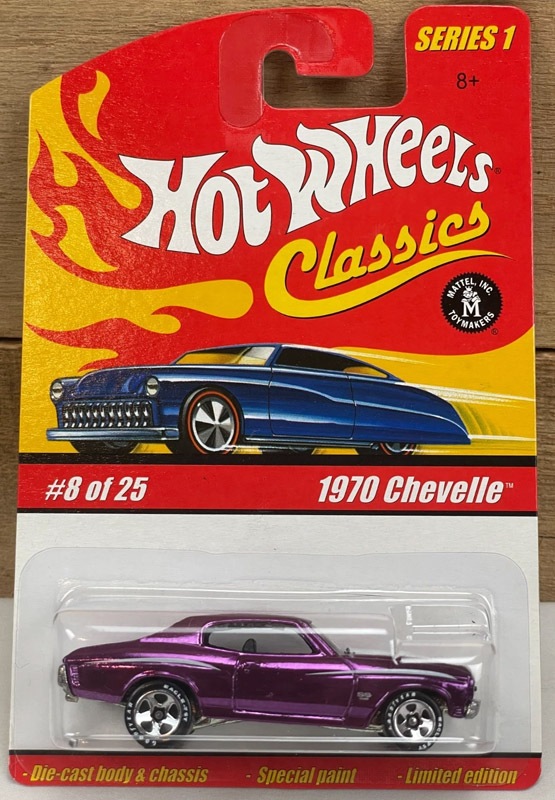 SERIES 1
8+
Hot Wheels®
Classics
MATTEL, INC.
M
TOYMAKERS
®
#8 of 25
1970 Chevelle™
- Die-cast body & chassis - Special paint - Limited edition